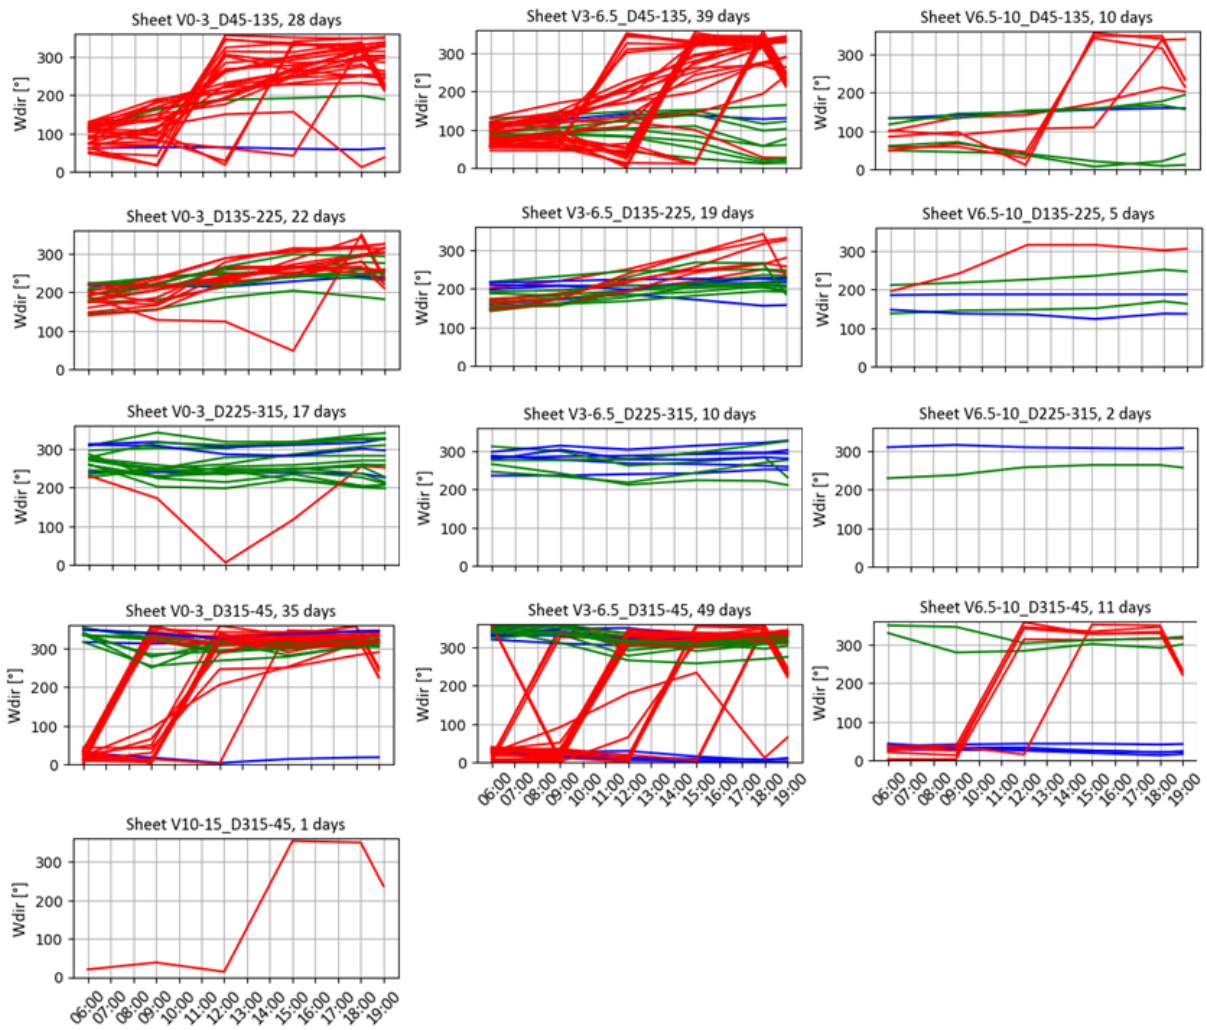 Sheet V0-3_D45-135, 28 days
Wdir [°]
300
200
100
0
Sheet V3-6.5_D45-135, 39 days
Wdir [°]
300
200
100
0
Sheet V6.5-10_D45-135, 10 days
Wdir [°]
300
200
100
0
Sheet V0-3_D135-225, 22 days
Wdir [°]
300
200
100
0
Sheet V3-6.5_D135-225, 19 days
Wdir [°]
300
200
100
0
Sheet V6.5-10_D135-225, 5 days
Wdir [°]
300
200
100
0
Sheet V0-3_D225-315, 17 days
Wdir [°]
300
200
100
0
Sheet V3-6.5_D225-315, 10 days
Wdir [°]
300
200
100
0
Sheet V6.5-10_D225-315, 2 days
Wdir [°]
300
200
100
0
Sheet V0-3_D315-45, 35 days
Wdir [°]
300
200
100
0
Sheet V3-6.5_D315-45, 49 days
Wdir [°]
300
200
100
0
06:00 07:00 08:00 09:00 10:00 11:00 12:00 13:00 14:00 15:00 16:00 17:00 18:00 19:00
Sheet V6.5-10_D315-45, 11 days
Wdir [°]
300
200
100
0
06:00 07:00 08:00 09:00 10:00 11:00 12:00 13:00 14:00 15:00 16:00 17:00 18:00 19:00
Sheet V10-15_D315-45, 1 days
Wdir [°]
300
200
100
0
06:00 07:00 08:00 09:00 10:00 11:00 12:00 13:00 14:00 15:00 16:00 17:00 18:00 19:00